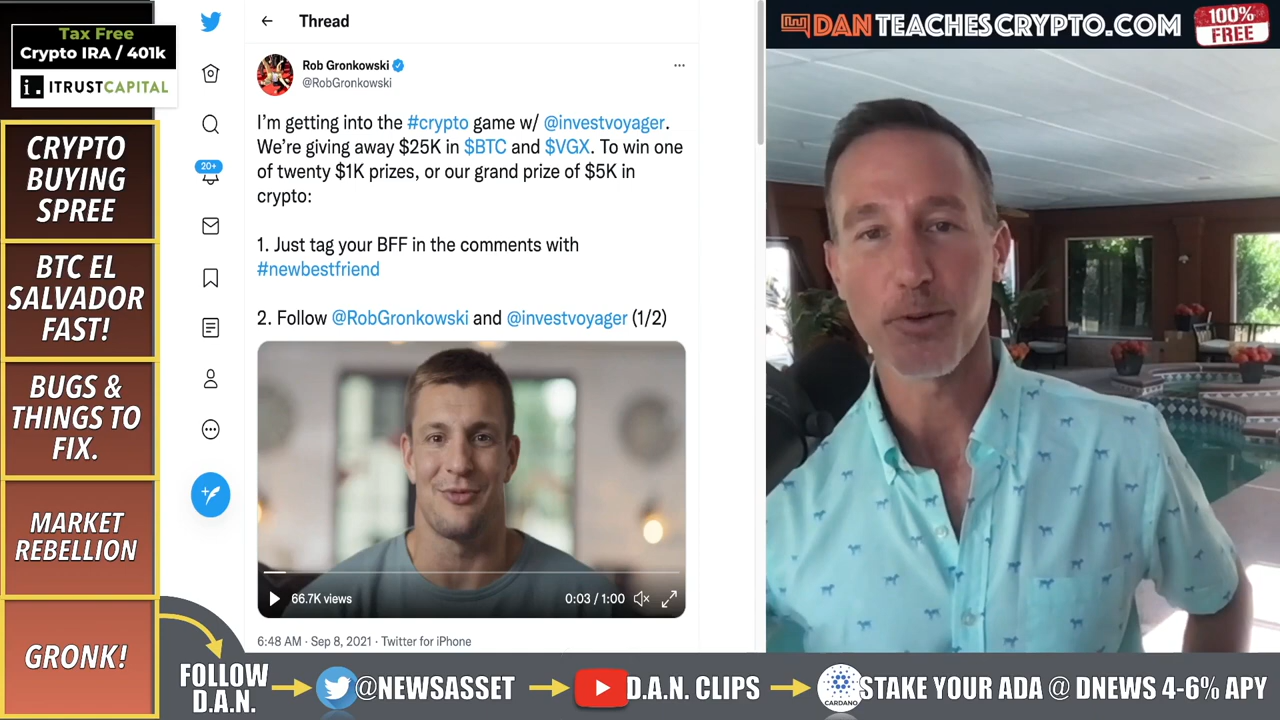 Tax Free
Crypto IRA / 401k
i.
ITRUSTCAPITAL
CRYPTO
BUYING
SPREE
BTC EL
SALVADOR
FAST!
BUGS &
THINGS TO
FIX.
MARKET
REBELLION
GRONK!
20+
Thread
Rob Gronkowski
@RobGronkowski
I'm getting into the #crypto game w/ @investvoyager.
We're giving away $25K in $BTC and $VGX. To win one
of twenty $1K prizes, or our grand prize of $5K in
crypto:
1. Just tag your BFF in the comments with
#newbestfriend
2. Follow @RobGronkowski and @investvoyager (1/2)
66.7K views
0:03 / 1:00
6:48 AM · Sep 8, 2021 · Twitter for iPhone
DANTEACHESCRYPTO.COM
100%
FREE
FOLLOW
D.A.N.
@NEWSASSET
D.A.N. CLIPS
CARDANO
STAKE YOUR ADA @ DNEWS 4-6% APY